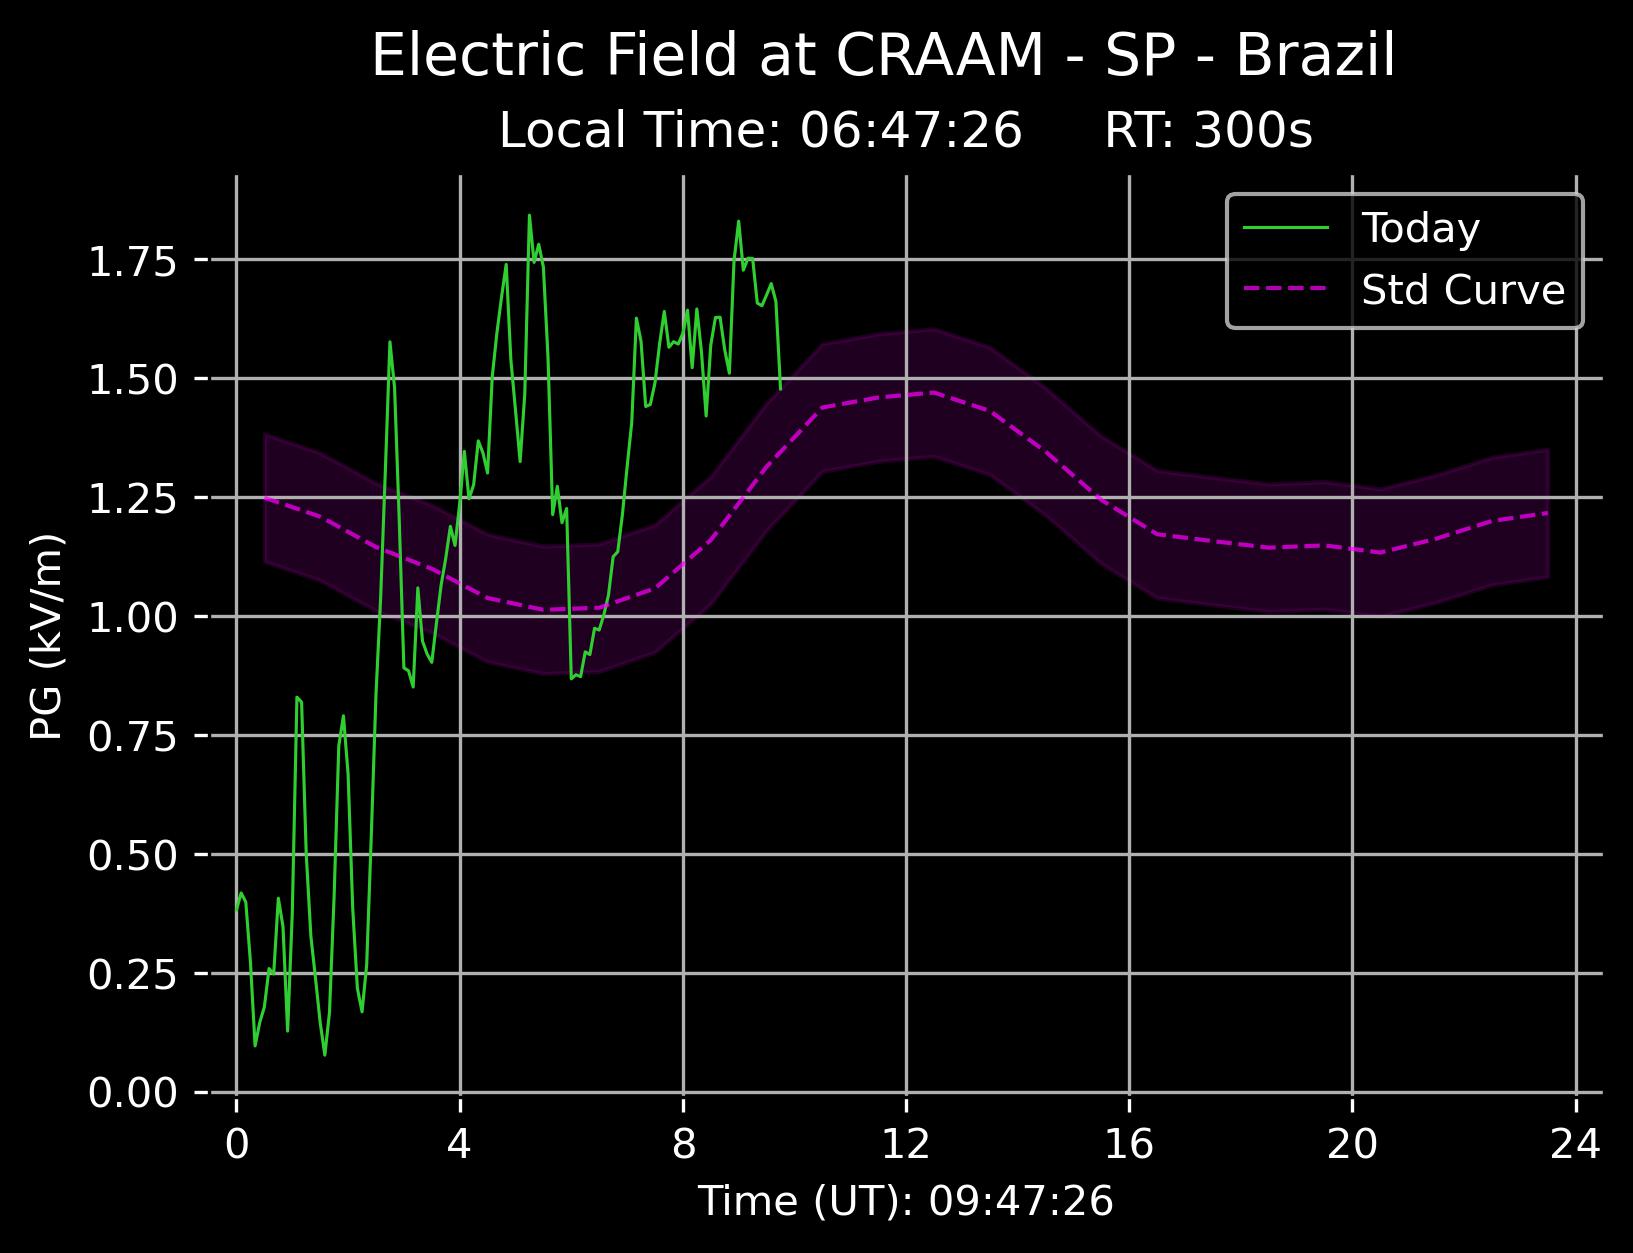 Electric Field at CRAAM - SP - Brazil
Local Time: 06:47:26 RT: 300s
Today
Std Curve
PG (kV/m)
1.75
1.50
1.25
1.00
0.75
0.50
0.25
0.00
0 4 8 12 16 20 24
Time (UT): 09:47:26